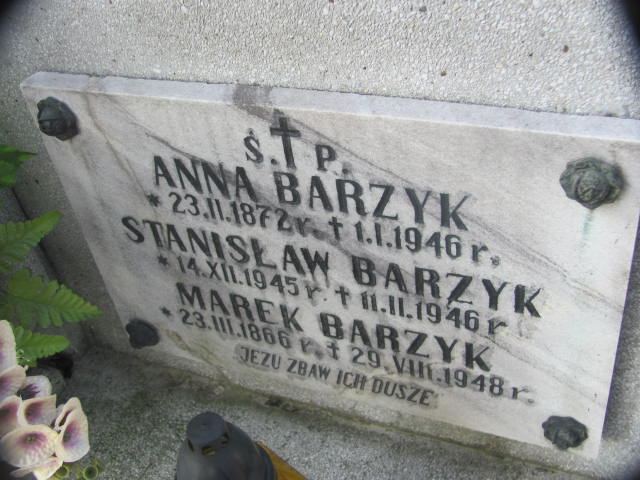 Ś. † P.
ANNA BARZYK
* 23.II.1872 r. † 1.I.1946 r.
STANISŁAW BARZYK
* 14.XII.1945 r. † 11.II.1946 r.
MAREK BARZYK
* 23.III.1866 r. † 29.VIII.1948 r.
JEZU ZBAW ICH DUSZE